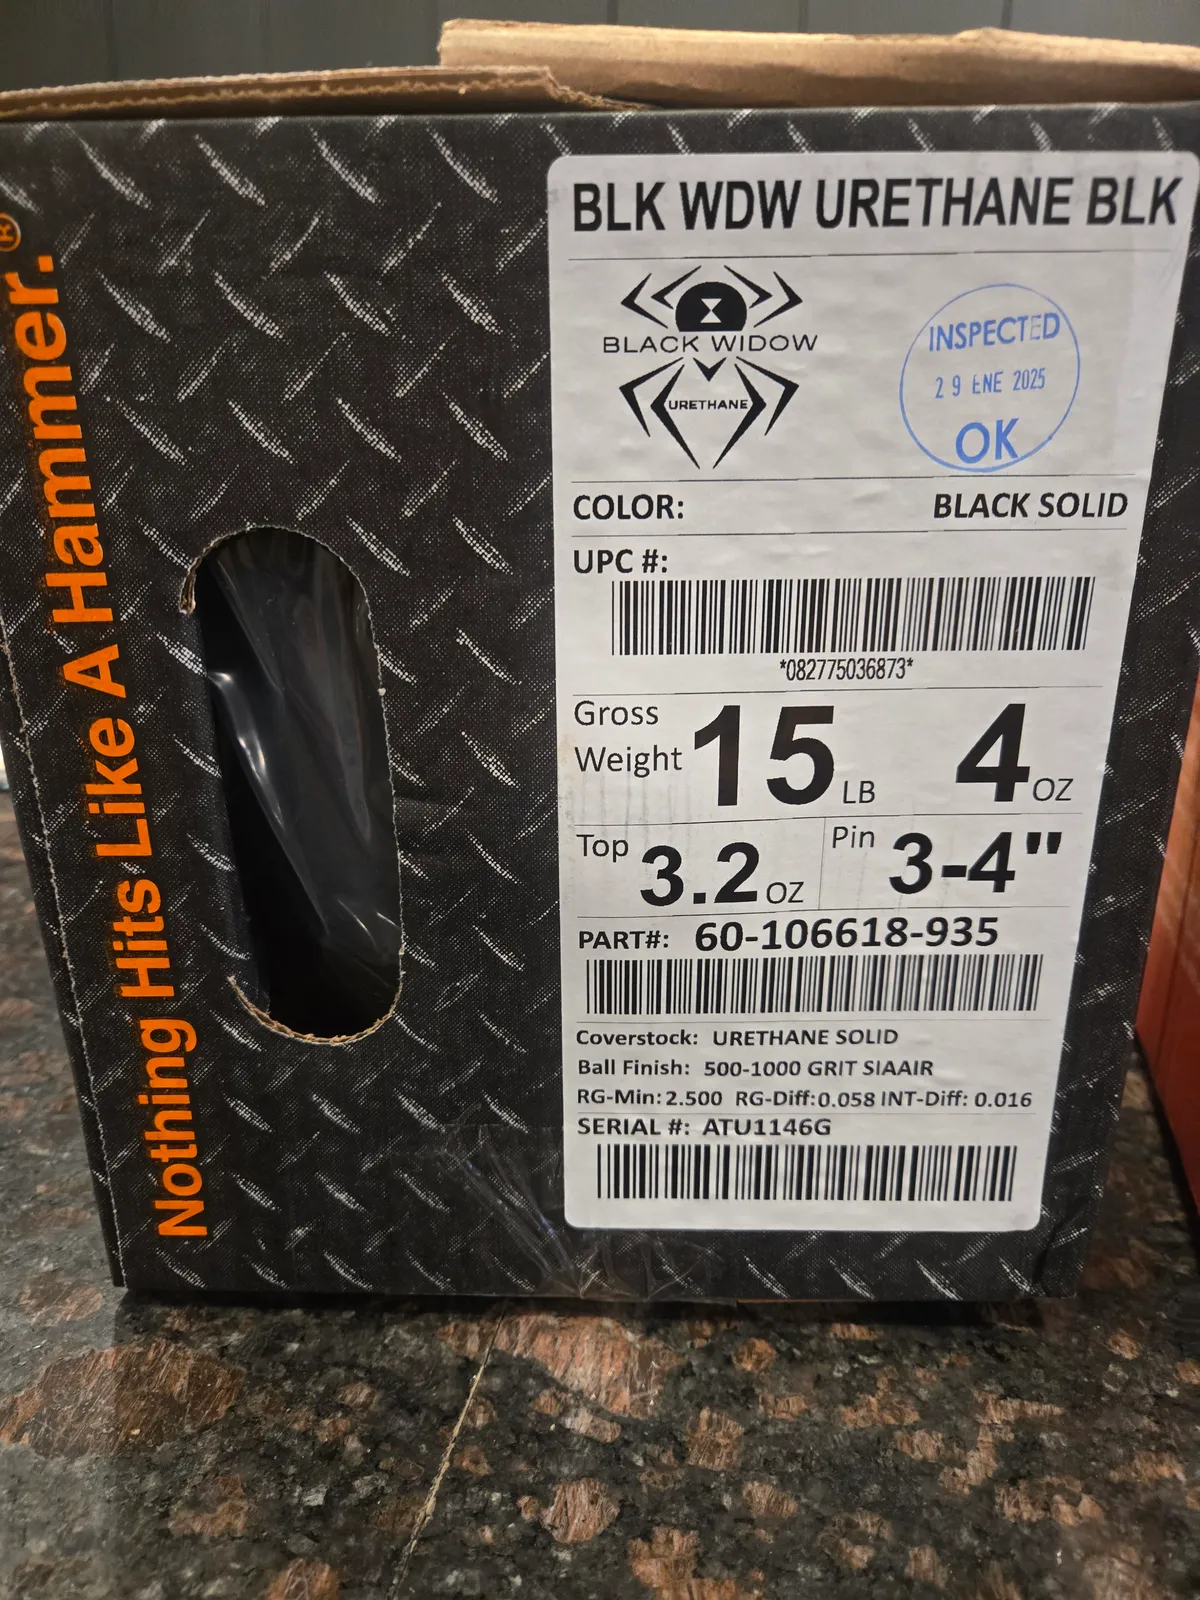 Nothing Hits Like A Hammer.®
BLK WDW URETHANE BLK
BLACK WIDOW
URETHANE
INSPECTED
29 ENE 2025
OK
COLOR: BLACK SOLID
UPC #:
*082775036873*
Gross Weight 15 LB 4 OZ
Top 3.2 OZ Pin 3-4"
PART#: 60-106618-935
Coverstock: URETHANE SOLID
Ball Finish: 500-1000 GRIT SIAAIR
RG-Min: 2.500 RG-Diff:0.058 INT-Diff: 0.016
SERIAL #: ATU1146G